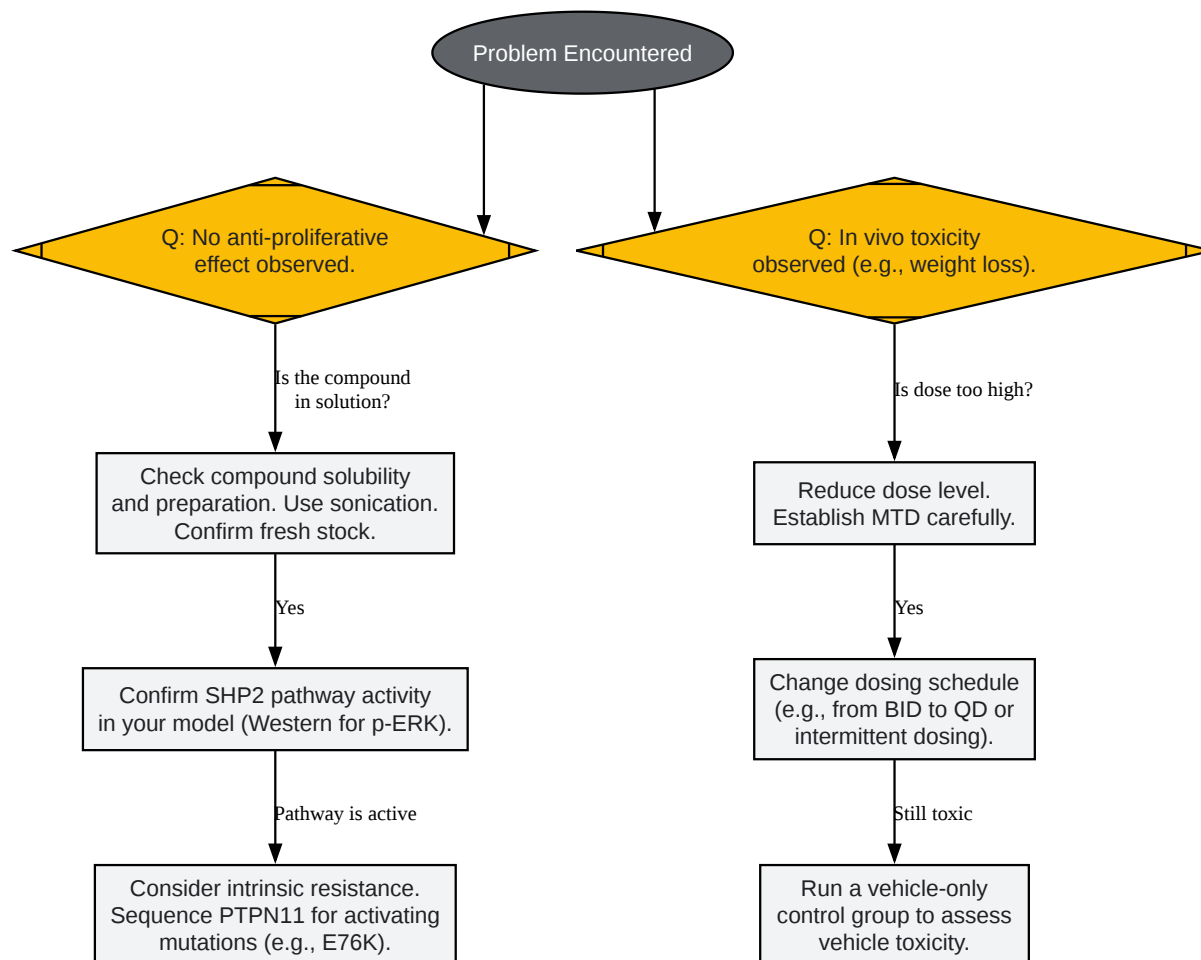 Problem Encountered
Q: No anti-proliferative
effect observed.
Is the compound
in solution?
Check compound solubility
and preparation. Use sonication.
Confirm fresh stock.
Yes
Confirm SHP2 pathway activity
in your model (Western for p-ERK).
Pathway is active
Consider intrinsic resistance.
Sequence PTPN11 for activating
mutations (e.g., E76K).
Q: In vivo toxicity
observed (e.g., weight loss).
Is dose too high?
Reduce dose level.
Establish MTD carefully.
Yes
Change dosing schedule
(e.g., from BID to QD or
intermittent dosing).
Still toxic
Run a vehicle-only
control group to assess
vehicle toxicity.